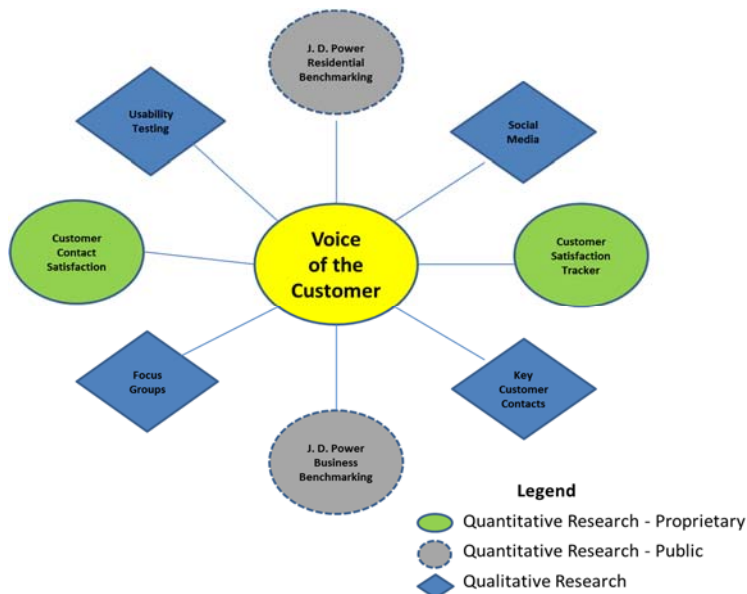 J. D. Power
Residential
Benchmarking
Usability
Testing
Social
Media
Customer
Contact
Satisfaction
Voice
of the
Customer
Customer
Satisfaction
Tracker
Focus
Groups
Key
Customer
Contacts
J. D. Power
Business
Benchmarking
Legend
Quantitative Research - Proprietary
Quantitative Research - Public
Qualitative Research